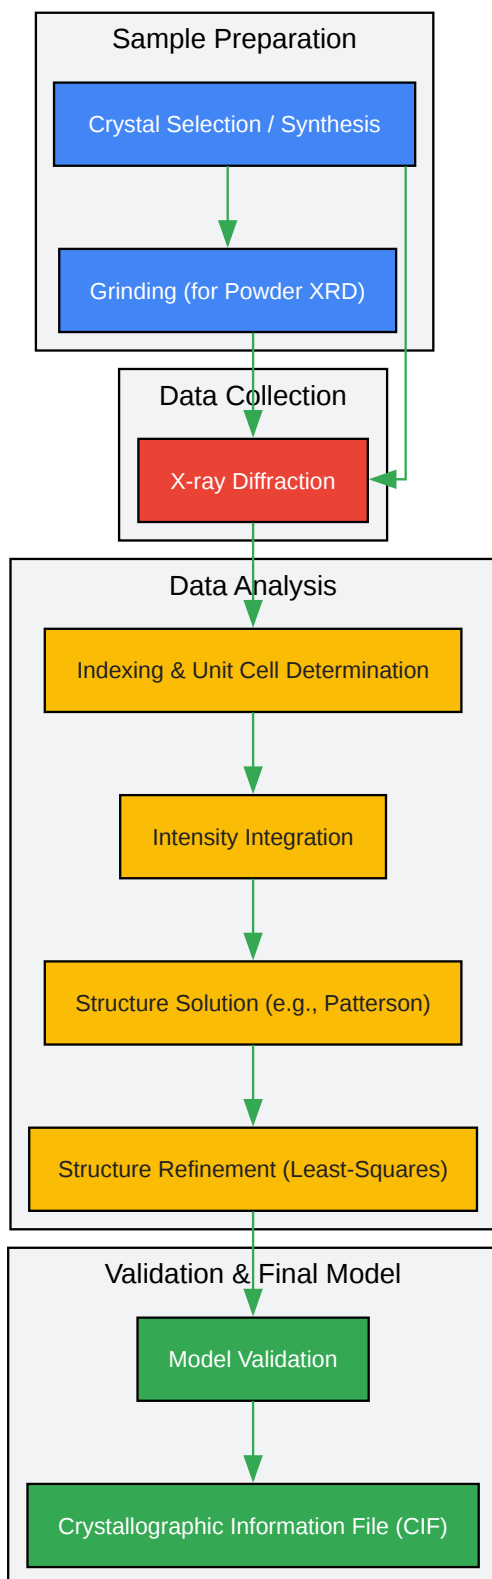 Sample Preparation
Crystal Selection / Synthesis
Grinding (for Powder XRD)
Data Collection
X-ray Diffraction
Data Analysis
Indexing & Unit Cell Determination
Intensity Integration
Structure Solution (e.g., Patterson)
Structure Refinement (Least-Squares)
Validation & Final Model
Model Validation
Crystallographic Information File (CIF)